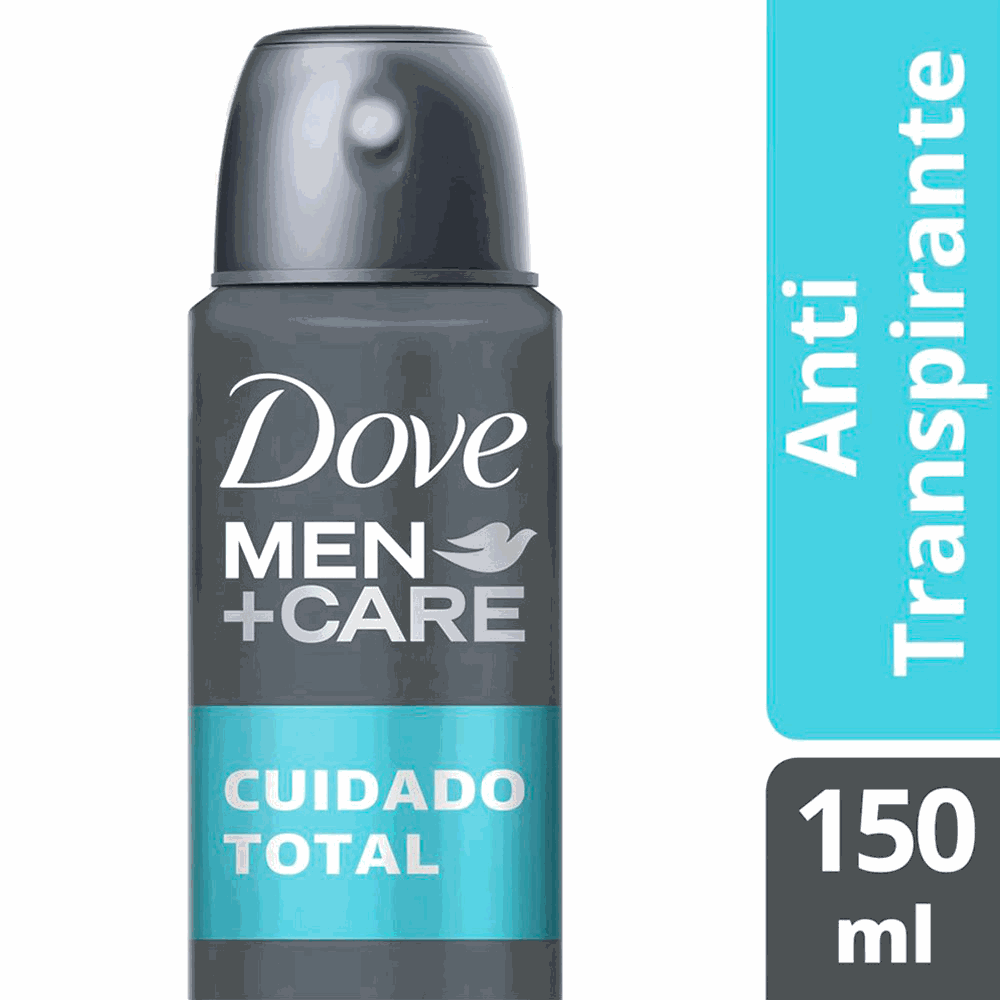 Dove
MEN
+CARE
CUIDADO
TOTAL
Anti
Transpirante
150
ml